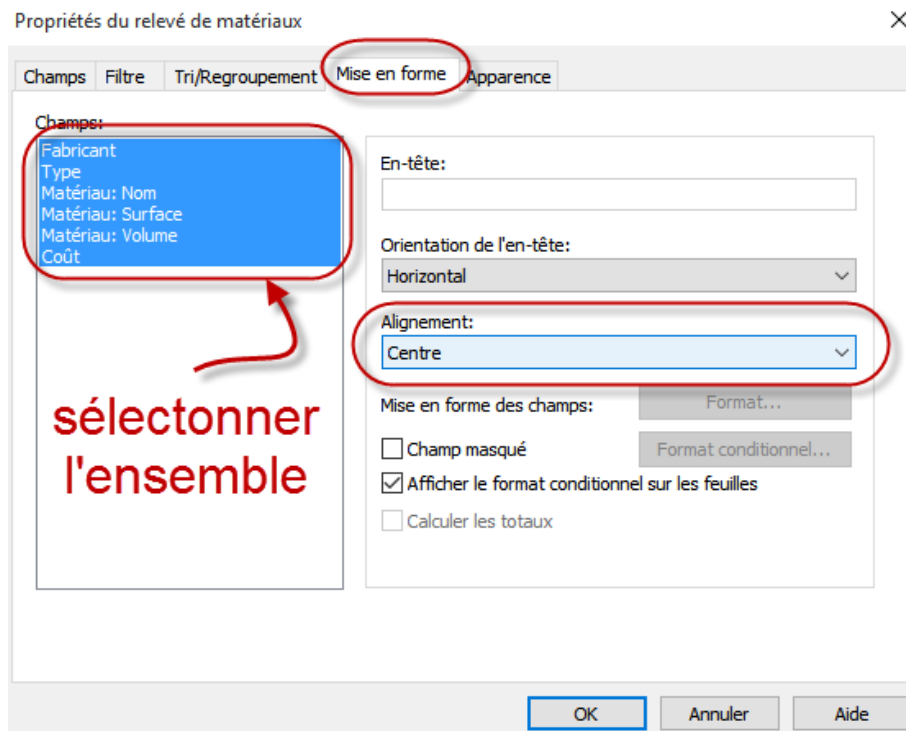 Propriétés du relevé de matériaux
Champs Filtre Tri/Regroupement Mise en forme Apparence
Champs:
Fabricant
Type
Matériau: Nom
Matériau: Surface
Matériau: Volume
Coût
En-tête:
Orientation de l'en-tête:
Horizontal
Alignement:
Centre
Mise en forme des champs: Format...
Champ masqué Format conditionnel...
Afficher le format conditionnel sur les feuilles
Calculer les totaux
sélectonner
l'ensemble
OK Annuler Aide